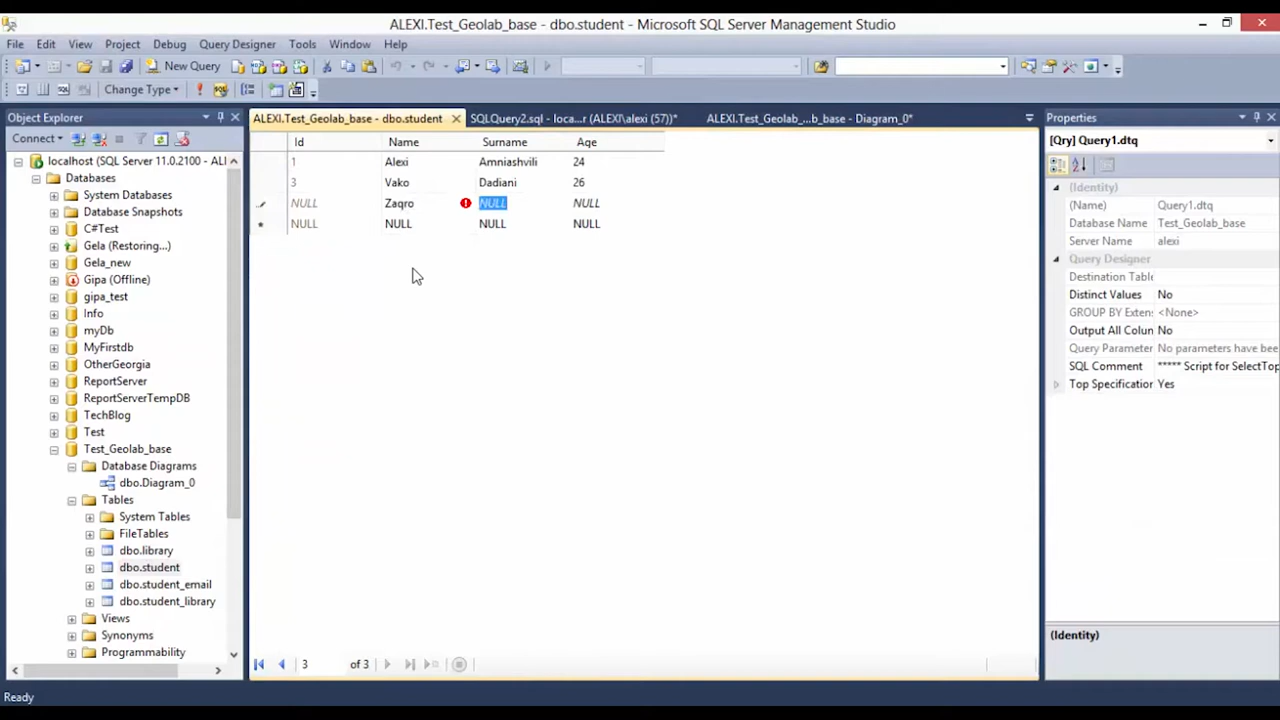 ALEXI.Test_Geolab_base - dbo.student - Microsoft SQL Server Management Studio
File Edit View Project Debug Query Designer Tools Window Help
New Query
Change Type
Object Explorer
ALEXI.Test_Geolab_base - dbo.student
SQLQuery2.sql - loca...r (ALEXI\alexi (57))*
ALEXI.Test_Geolab_...b_base - Diagram_0*
Properties
Connect
[Qry] Query1.dtq
localhost (SQL Server 11.0.2100 - ALI
Databases
System Databases
Database Snapshots
C#Test
Gela (Restoring...)
Gela_new
Gipa (Offline)
gipa_test
Info
myDb
MyFirstdb
OtherGeorgia
ReportServer
ReportServerTempDB
TechBlog
Test
Test_Geolab_base
Database Diagrams
dbo.Diagram_0
Tables
System Tables
FileTables
dbo.library
dbo.student
dbo.student_email
dbo.student_library
Views
Synonyms
Programmability
Id Name Surname Age
1 Alexi Amniashvili 24
3 Vako Dadiani 26
NULL Zaqro NULL NULL
NULL NULL NULL NULL
3 of 3
(Identity)
(Name) Query1.dtq
Database Name Test_Geolab_base
Server Name alexi
Query Designer
Destination Table
Distinct Values No
GROUP BY Extens <None>
Output All Colum No
Query Parameter No parameters have been
SQL Comment ***** Script for SelectTop
Top Specification Yes
(Identity)
Ready